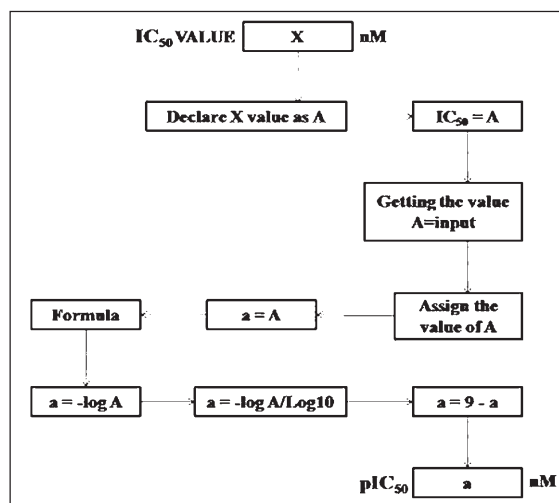 IC₅₀ VALUE X nM
Declare X value as A
IC₅₀ = A
Getting the value
A=input
Assign the
value of A
a = A
Formula
a = -log A
a = -log A/Log10
a = 9 - a
pIC₅₀ a nM